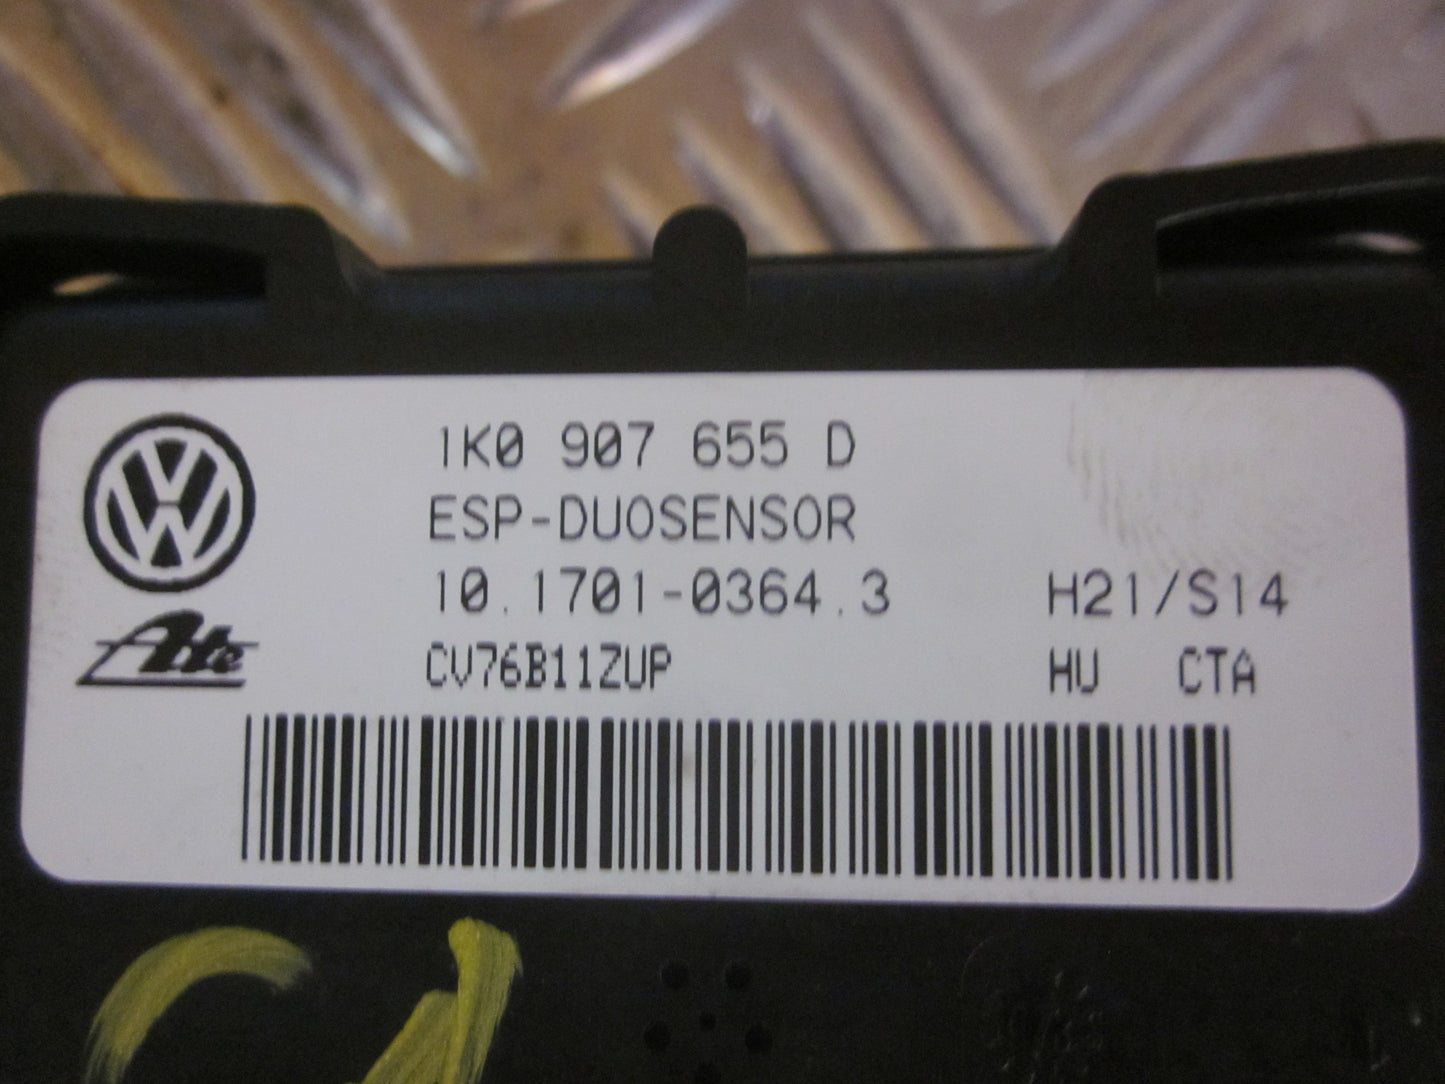 1K0 907 655 D
ESP-DUOSENSOR
10.1701-0364.3 H21/S14
Ate
CV76B11ZUP HU CTA